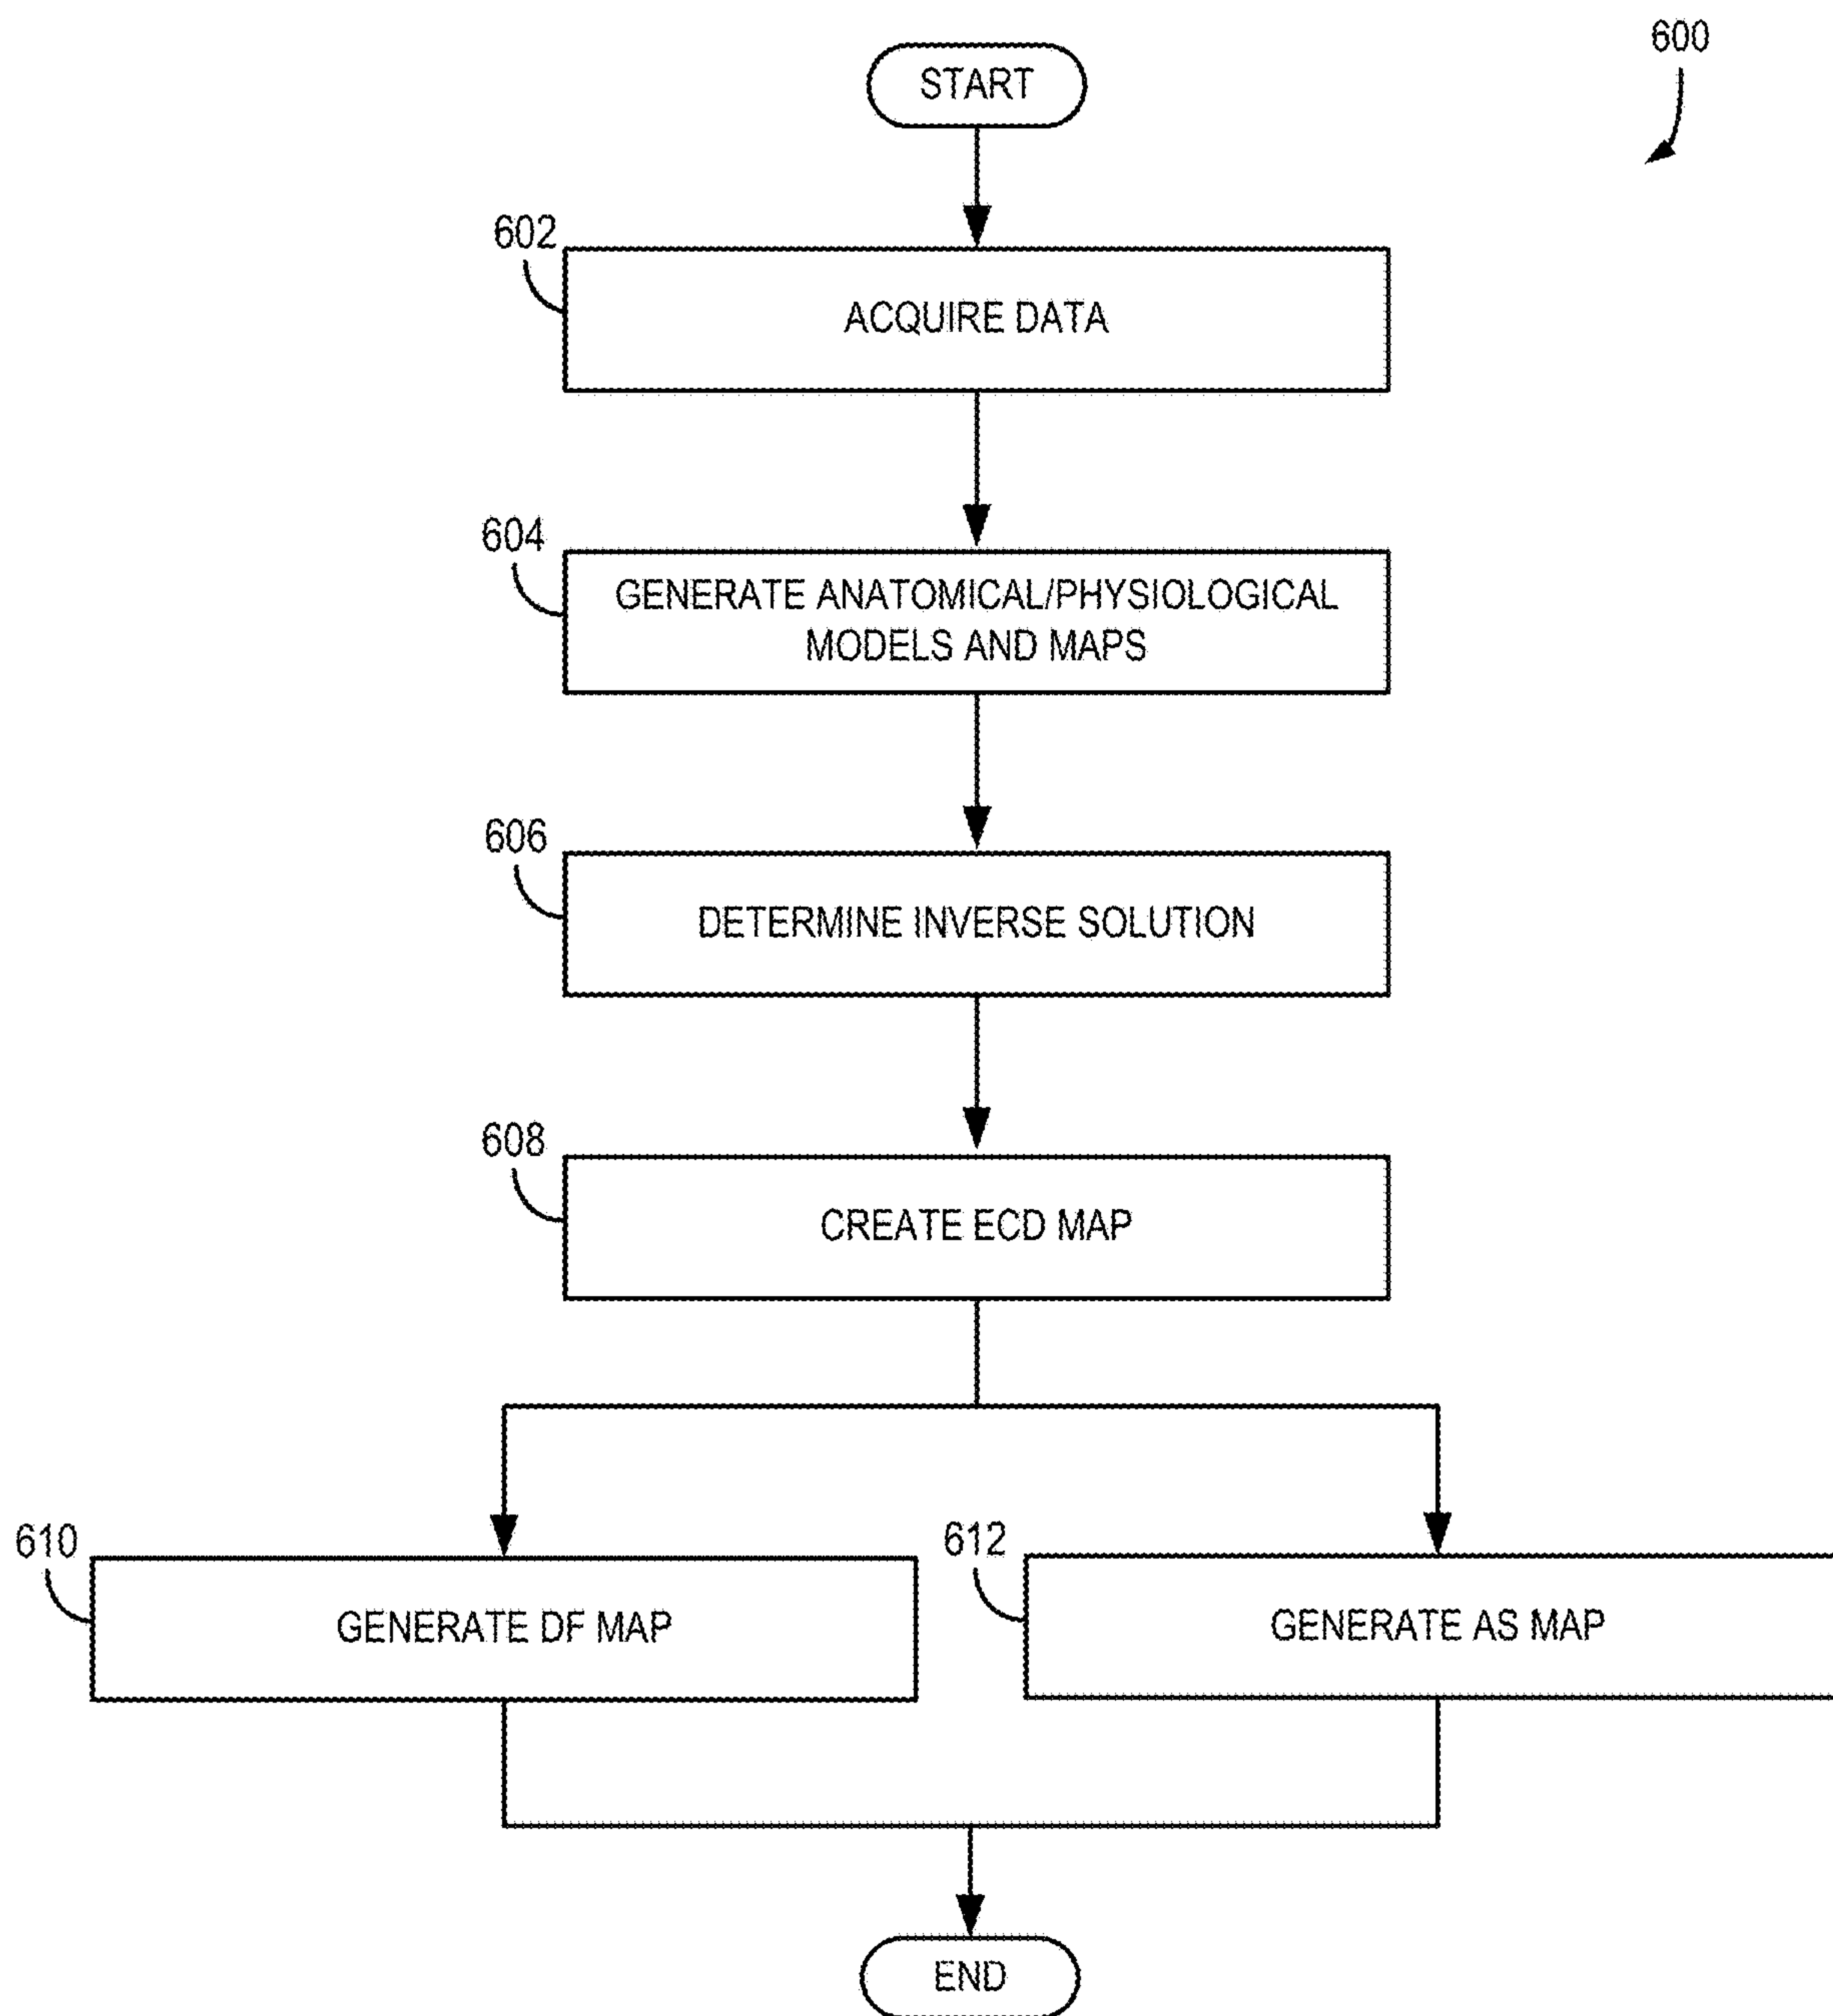 600
START
602
ACQUIRE DATA
604
GENERATE ANATOMICAL/PHYSIOLOGICAL
MODELS AND MAPS
606
DETERMINE INVERSE SOLUTION
608
CREATE ECD MAP
610
GENERATE DF MAP
612
GENERATE AS MAP
END